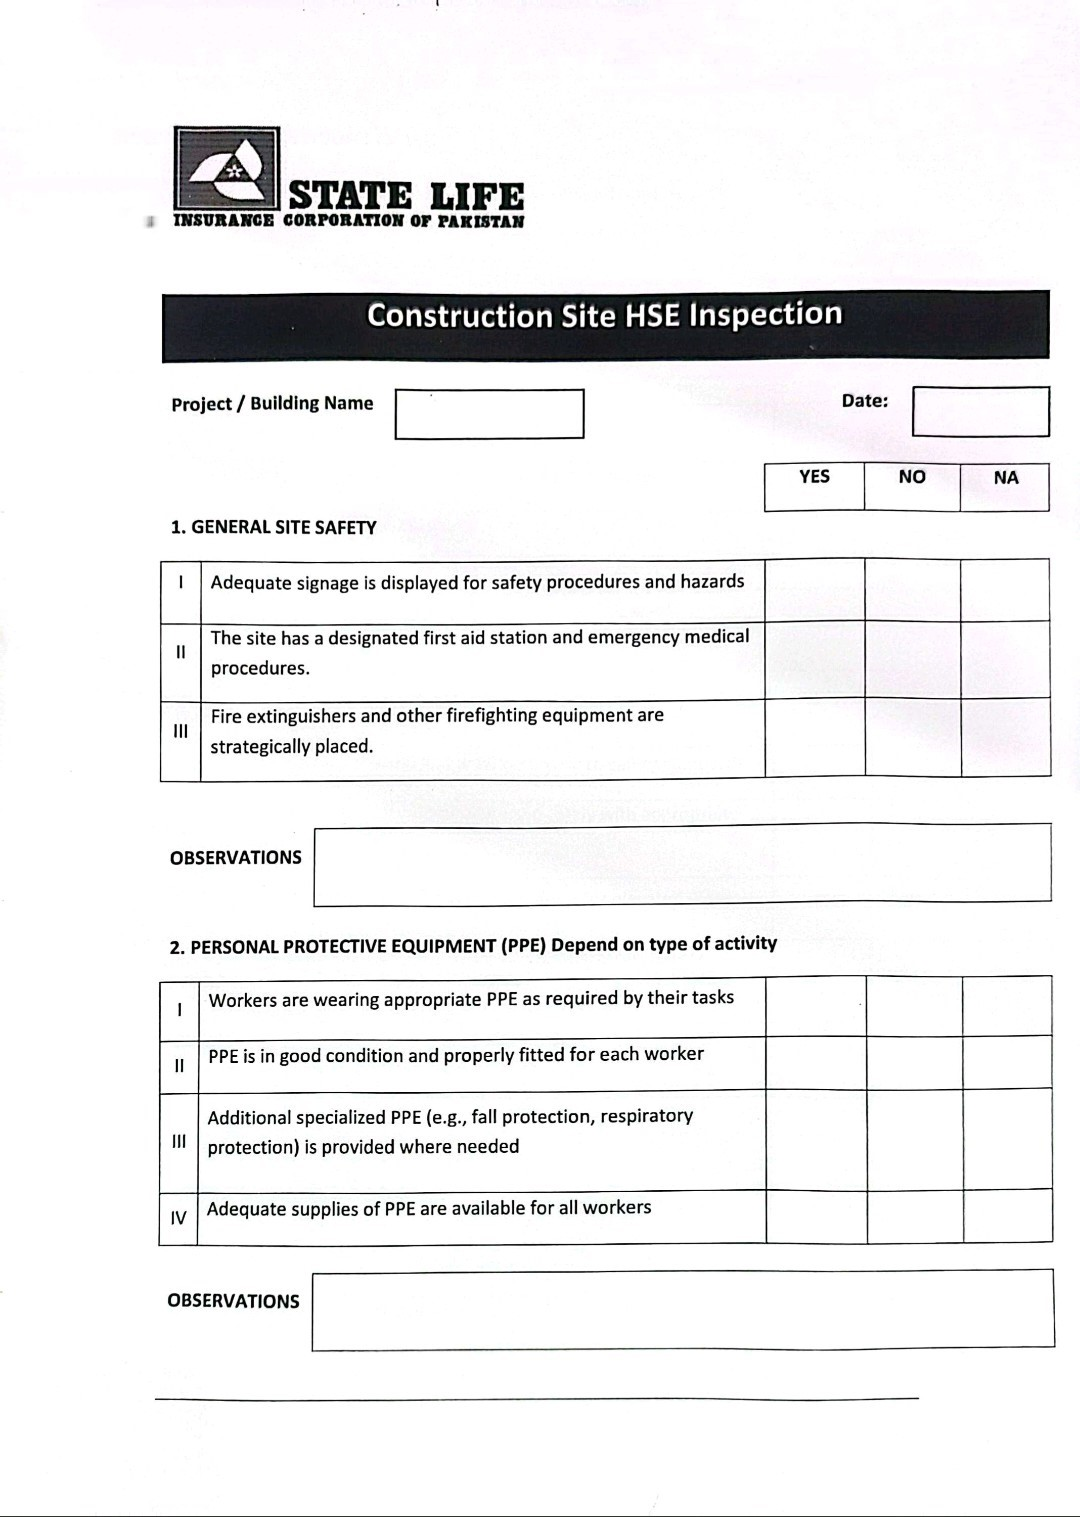 STATE LIFE
INSURANCE CORPORATION OF PAKISTAN
Construction Site HSE Inspection
Project / Building Name
Date:
YES NO NA
1. GENERAL SITE SAFETY
I Adequate signage is displayed for safety procedures and hazards
II The site has a designated first aid station and emergency medical
procedures.
III Fire extinguishers and other firefighting equipment are
strategically placed.
OBSERVATIONS
2. PERSONAL PROTECTIVE EQUIPMENT (PPE) Depend on type of activity
I Workers are wearing appropriate PPE as required by their tasks
II PPE is in good condition and properly fitted for each worker
III Additional specialized PPE (e.g., fall protection, respiratory
protection) is provided where needed
IV Adequate supplies of PPE are available for all workers
OBSERVATIONS